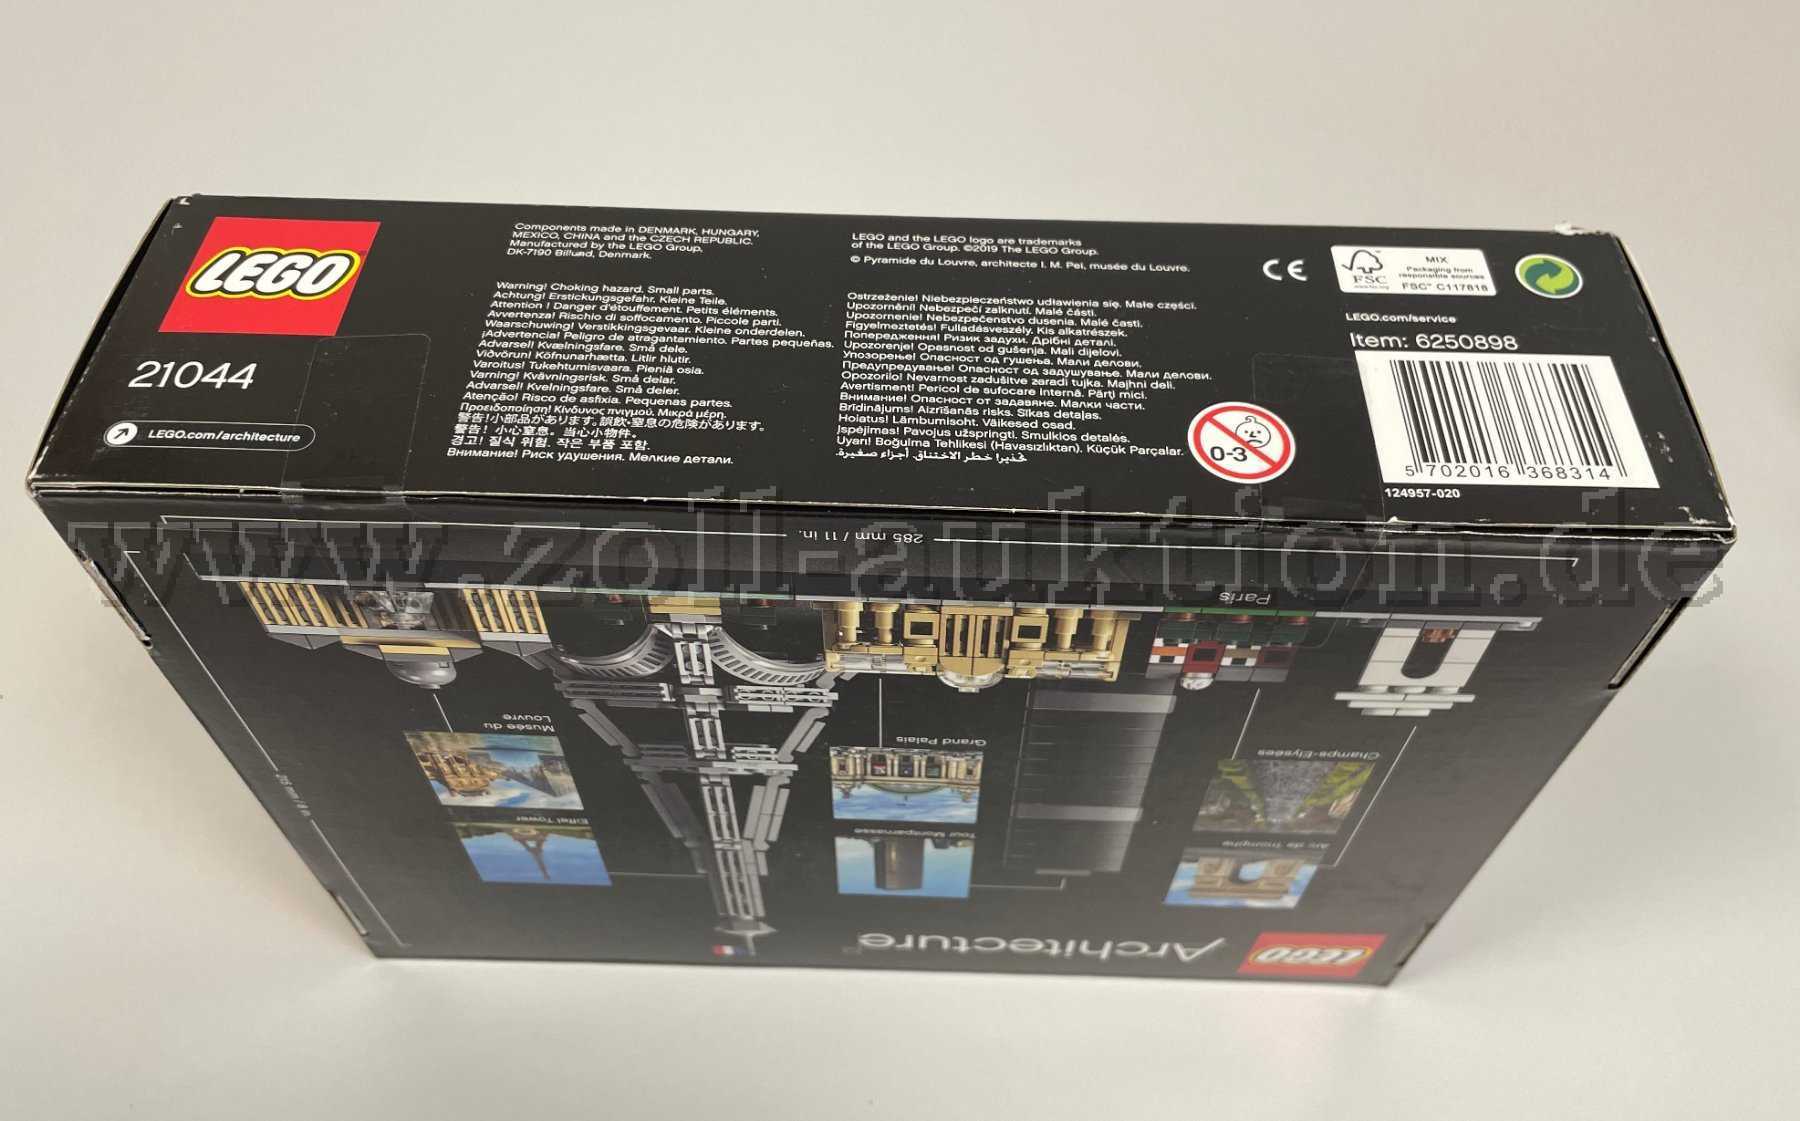 LEGO
21044
LEGO.com/architecture
Components made in DENMARK, HUNGARY,
MEXICO, CHINA and the CZECH REPUBLIC.
Manufactured by the LEGO Group,
DK-7190 Billund, Denmark.
Warning! Choking hazard. Small parts.
Achtung! Erstickungsgefahr. Kleine Teile.
Attention ! Danger d'étouffement. Petits éléments.
Avvertenza! Rischio di soffocamento. Piccole parti.
Waarschuwing! Verstikkingsgevaar. Kleine onderdelen.
¡Advertencia! Peligro de atragantamiento. Partes pequeñas.
Advarsel! Kvælningsfare. Små dele.
Viðvörun! Köfnunarhætta. Litlir hlutir.
Varoitus! Tukehtumisvaara. Pieniä osia.
Varning! Kvävningsrisk. Små delar.
Advarsel! Kvelningsfare. Små deler.
Atenção! Risco de asfixia. Pequenas partes.
Προειδοποίηση! Κίνδυνος πνιγμού. Μικρά μέρη.
警告！小部品があります。誤飲・窒息の危険があります。
警告！ 小心窒息。当心小物件。
경고! 질식 위험. 작은 부품 포함.
Внимание! Риск удушения. Мелкие детали.
LEGO and the LEGO logo are trademarks
of the LEGO Group. ©2019 The LEGO Group.
© Pyramide du Louvre, architecte I. M. Pei, musée du Louvre.
Ostrzeżenie! Niebezpieczeństwo udławienia się. Małe części.
Upozornění! Nebezpečí zalknutí. Malé části.
Upozornenie! Nebezpečenstvo dusenia. Malé časti.
Figyelmeztetés! Fulladásveszély. Kis alkatrészek.
Попередження! Ризик задухи. Дрібні деталі.
Upozorenje! Opasnost od gušenja. Mali dijelovi.
Упозорење! Опасност од гушења. Мали делови.
Предупредување! Опасност од задушување. Мали делови.
Opozorilo! Nevarnost zadušitve zaradi tujka. Majhni deli.
Avertisment! Pericol de sufocare internă. Părţi mici.
Внимание! Опасност от задавяне. Малки части.
Brīdinājums! Aizrīšanās risks. Sīkas detaļas.
Hoiatus! Lämbumisoht. Väikesed osad.
Įspėjimas! Pavojus užspringti. Smulkios detalės.
Uyarı! Boğulma Tehlikesi (Havasızlıktan). Küçük Parçalar.
تحذير! خطر الاختناق. أجزاء صغيرة.
0-3
CE
FSC
www.fsc.org
MIX
Packaging from
responsible sources
FSC™ C117818
LEGO.com/service
Item: 6250898
5 702016 368314
124957-020
www.zoll-auktion.de
285 mm / 11 in.
Paris
Musée du
Louvre
Eiffel Tower
Grand Palais
Tour Montparnasse
Champs-Élysées
Arc de Triomphe
215 mm / 8 in.
Architecture
LEGO